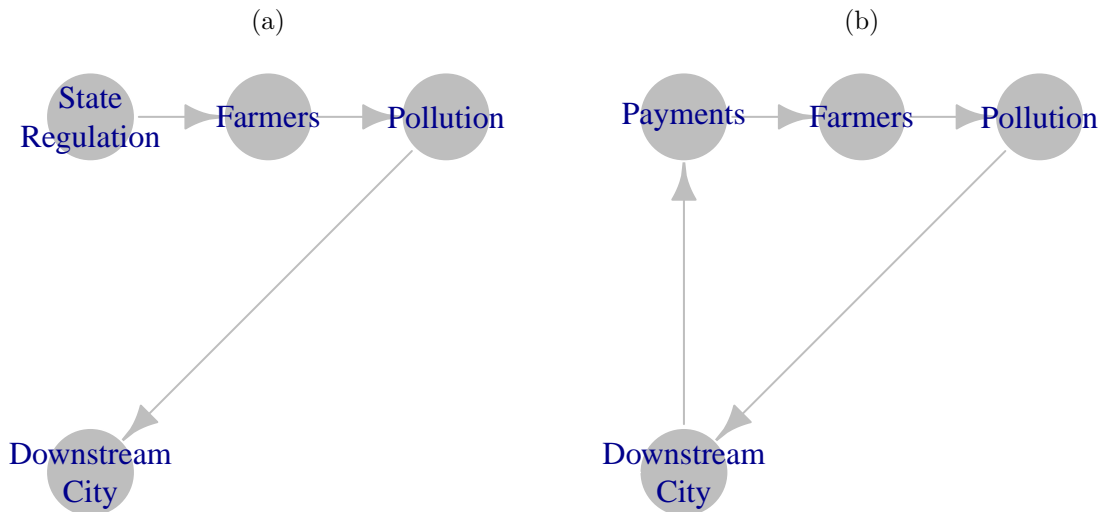 (a)
State
Regulation
Farmers
Pollution
Downstream
City
(b)
Payments
Farmers
Pollution
Downstream
City